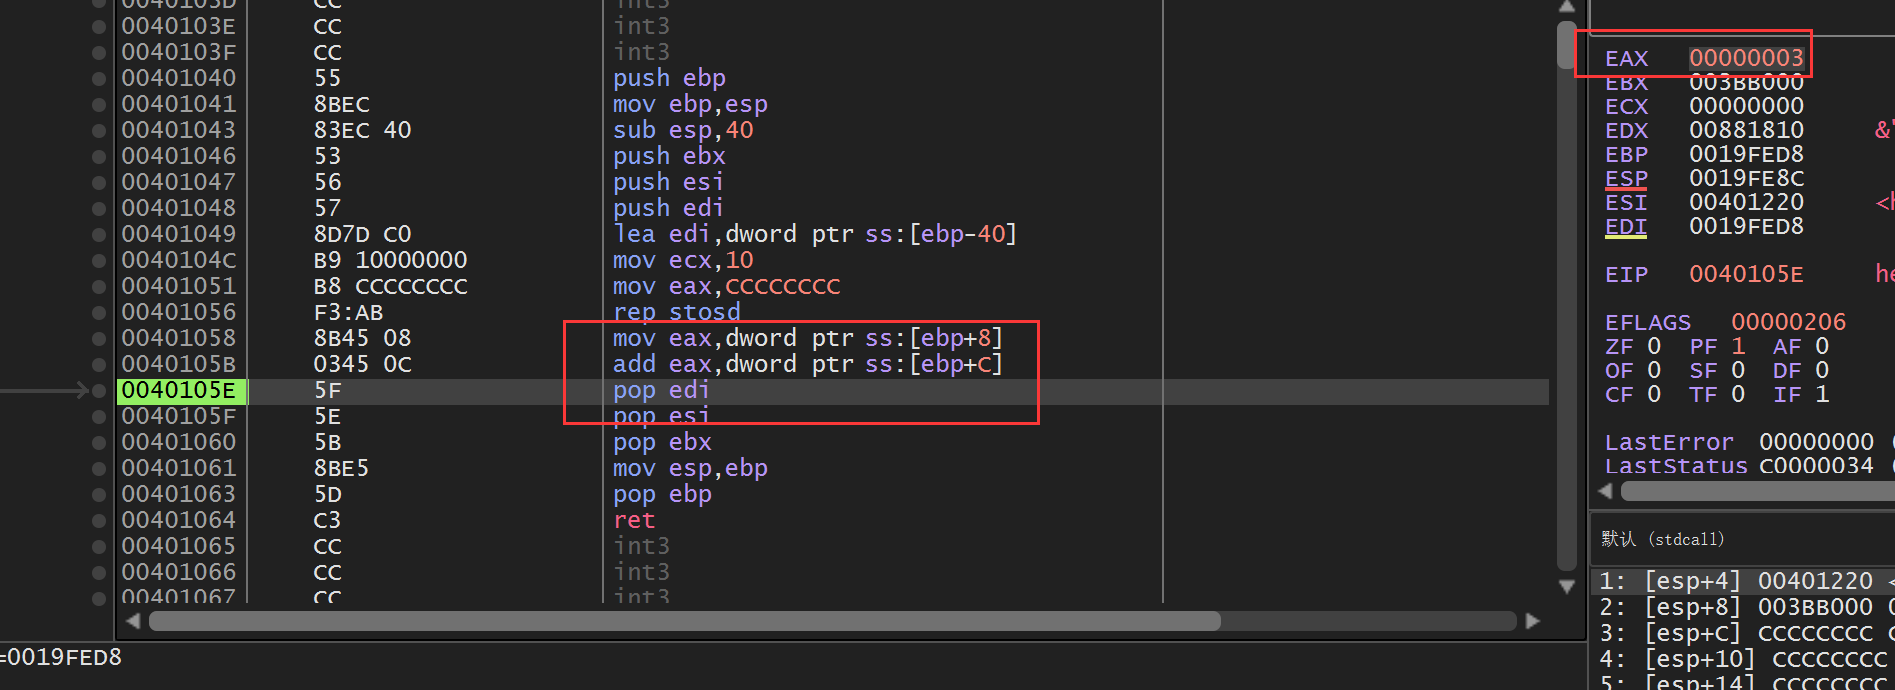 0040103D CC int3
0040103E CC int3
0040103F CC int3
00401040 55 push ebp
00401041 8BEC mov ebp,esp
00401043 83EC 40 sub esp,40
00401046 53 push ebx
00401047 56 push esi
00401048 57 push edi
00401049 8D7D C0 lea edi,dword ptr ss:[ebp-40]
0040104C B9 10000000 mov ecx,10
00401051 B8 CCCCCCCC mov eax,CCCCCCCC
00401056 F3:AB rep stosd
00401058 8B45 08 mov eax,dword ptr ss:[ebp+8]
0040105B 0345 0C add eax,dword ptr ss:[ebp+C]
0040105E 5F pop edi
0040105F 5E pop esi
00401060 5B pop ebx
00401061 8BE5 mov esp,ebp
00401063 5D pop ebp
00401064 C3 ret
00401065 CC int3
00401066 CC int3
00401067 CC int3
=0019FED8
EAX 00000003
EBX 003BB000
ECX 00000000
EDX 00881810 &'
EBP 0019FED8
ESP 0019FE8C
ESI 00401220 <h
EDI 0019FED8
EIP 0040105E he
EFLAGS 00000206
ZF 0 PF 1 AF 0
OF 0 SF 0 DF 0
CF 0 TF 0 IF 1
LastError 00000000
LastStatus C0000034
默认 (stdcall)
1: [esp+4] 00401220 <
2: [esp+8] 003BB000 0
3: [esp+C] CCCCCCCC C
4: [esp+10] CCCCCCCC
5: [esp+14] CCCCCCCC